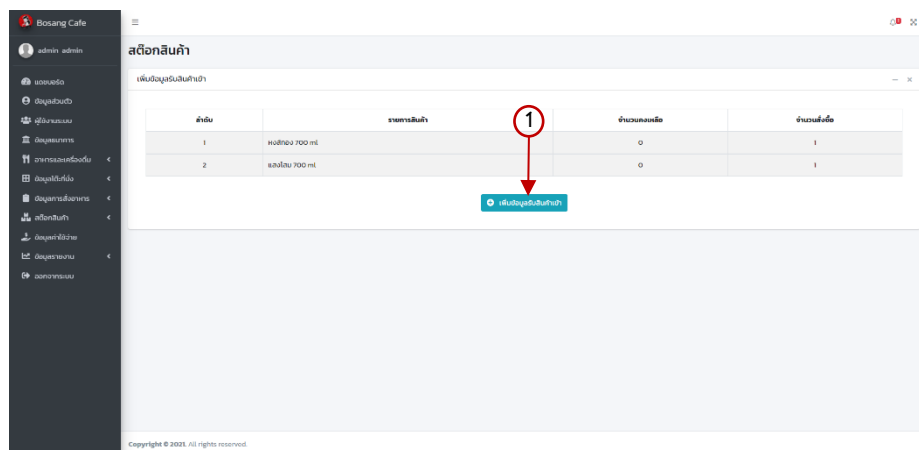 Bosang Cafe
admin admin
สต๊อกสินค้า
แดชบอร์ด
ข้อมูลส่วนตัว
ผู้ใช้งานระบบ
ข้อมูลธนาคาร
อาหารและเครื่องดื่ม
ข้อมูลโต๊ะที่นั่ง
ข้อมูลการสั่งอาหาร
สต๊อกสินค้า
ข้อมูลค่าใช้จ่าย
ข้อมูลรายงาน
ออกจากระบบ
เพิ่มข้อมูลรับสินค้าเข้า
ลำดับ รายการสินค้า 1 จำนวนคงเหลือ จำนวนสั่งซื้อ
1 หงส์ทอง 700 ml 0 1
2 แสงโสม 700 ml 0 1
เพิ่มข้อมูลรับสินค้าเข้า
Copyright © 2021. All rights reserved.